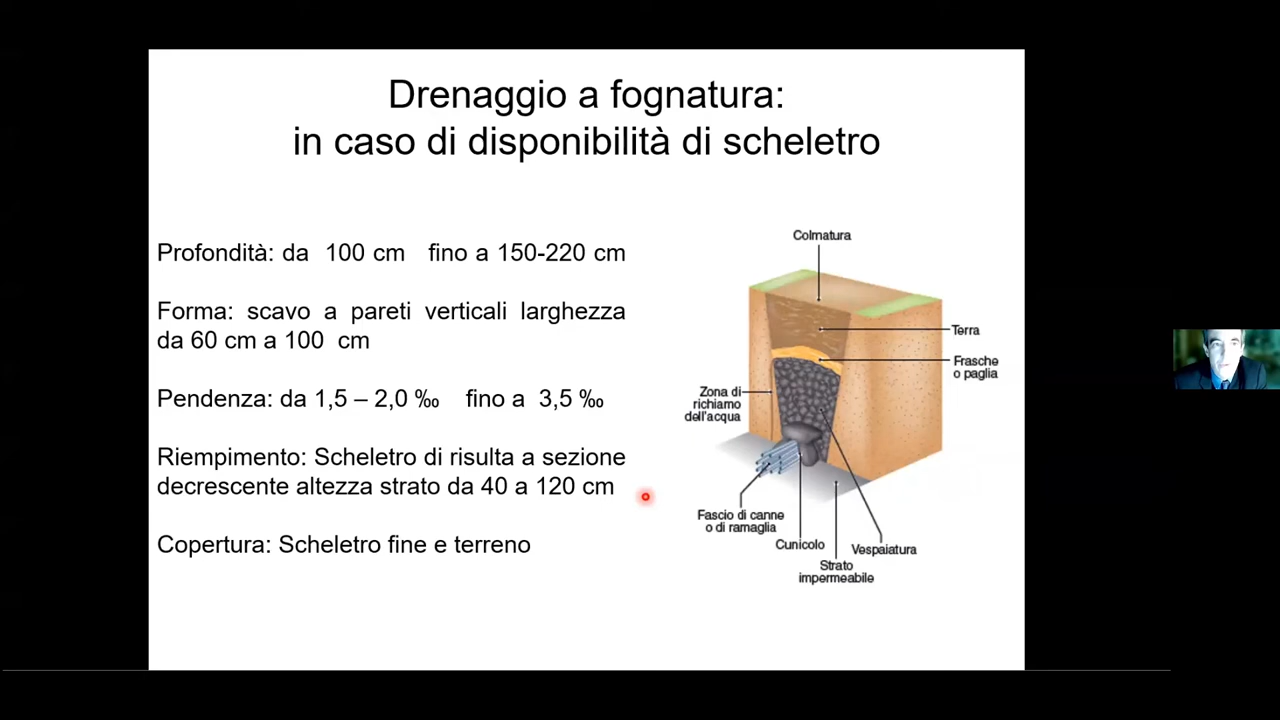 Drenaggio a fognatura:
in caso di disponibilità di scheletro
Profondità: da 100 cm fino a 150-220 cm
Forma: scavo a pareti verticali larghezza
da 60 cm a 100 cm
Pendenza: da 1,5 – 2,0 ‰ fino a 3,5 ‰
Riempimento: Scheletro di risulta a sezione
decrescente altezza strato da 40 a 120 cm
Copertura: Scheletro fine e terreno
Colmatura
Terra
Frasche
o paglia
Zona di
richiamo
dell'acqua
Fascio di canne
o di ramaglia
Cunicolo
Vespaiatura
Strato
impermeabile